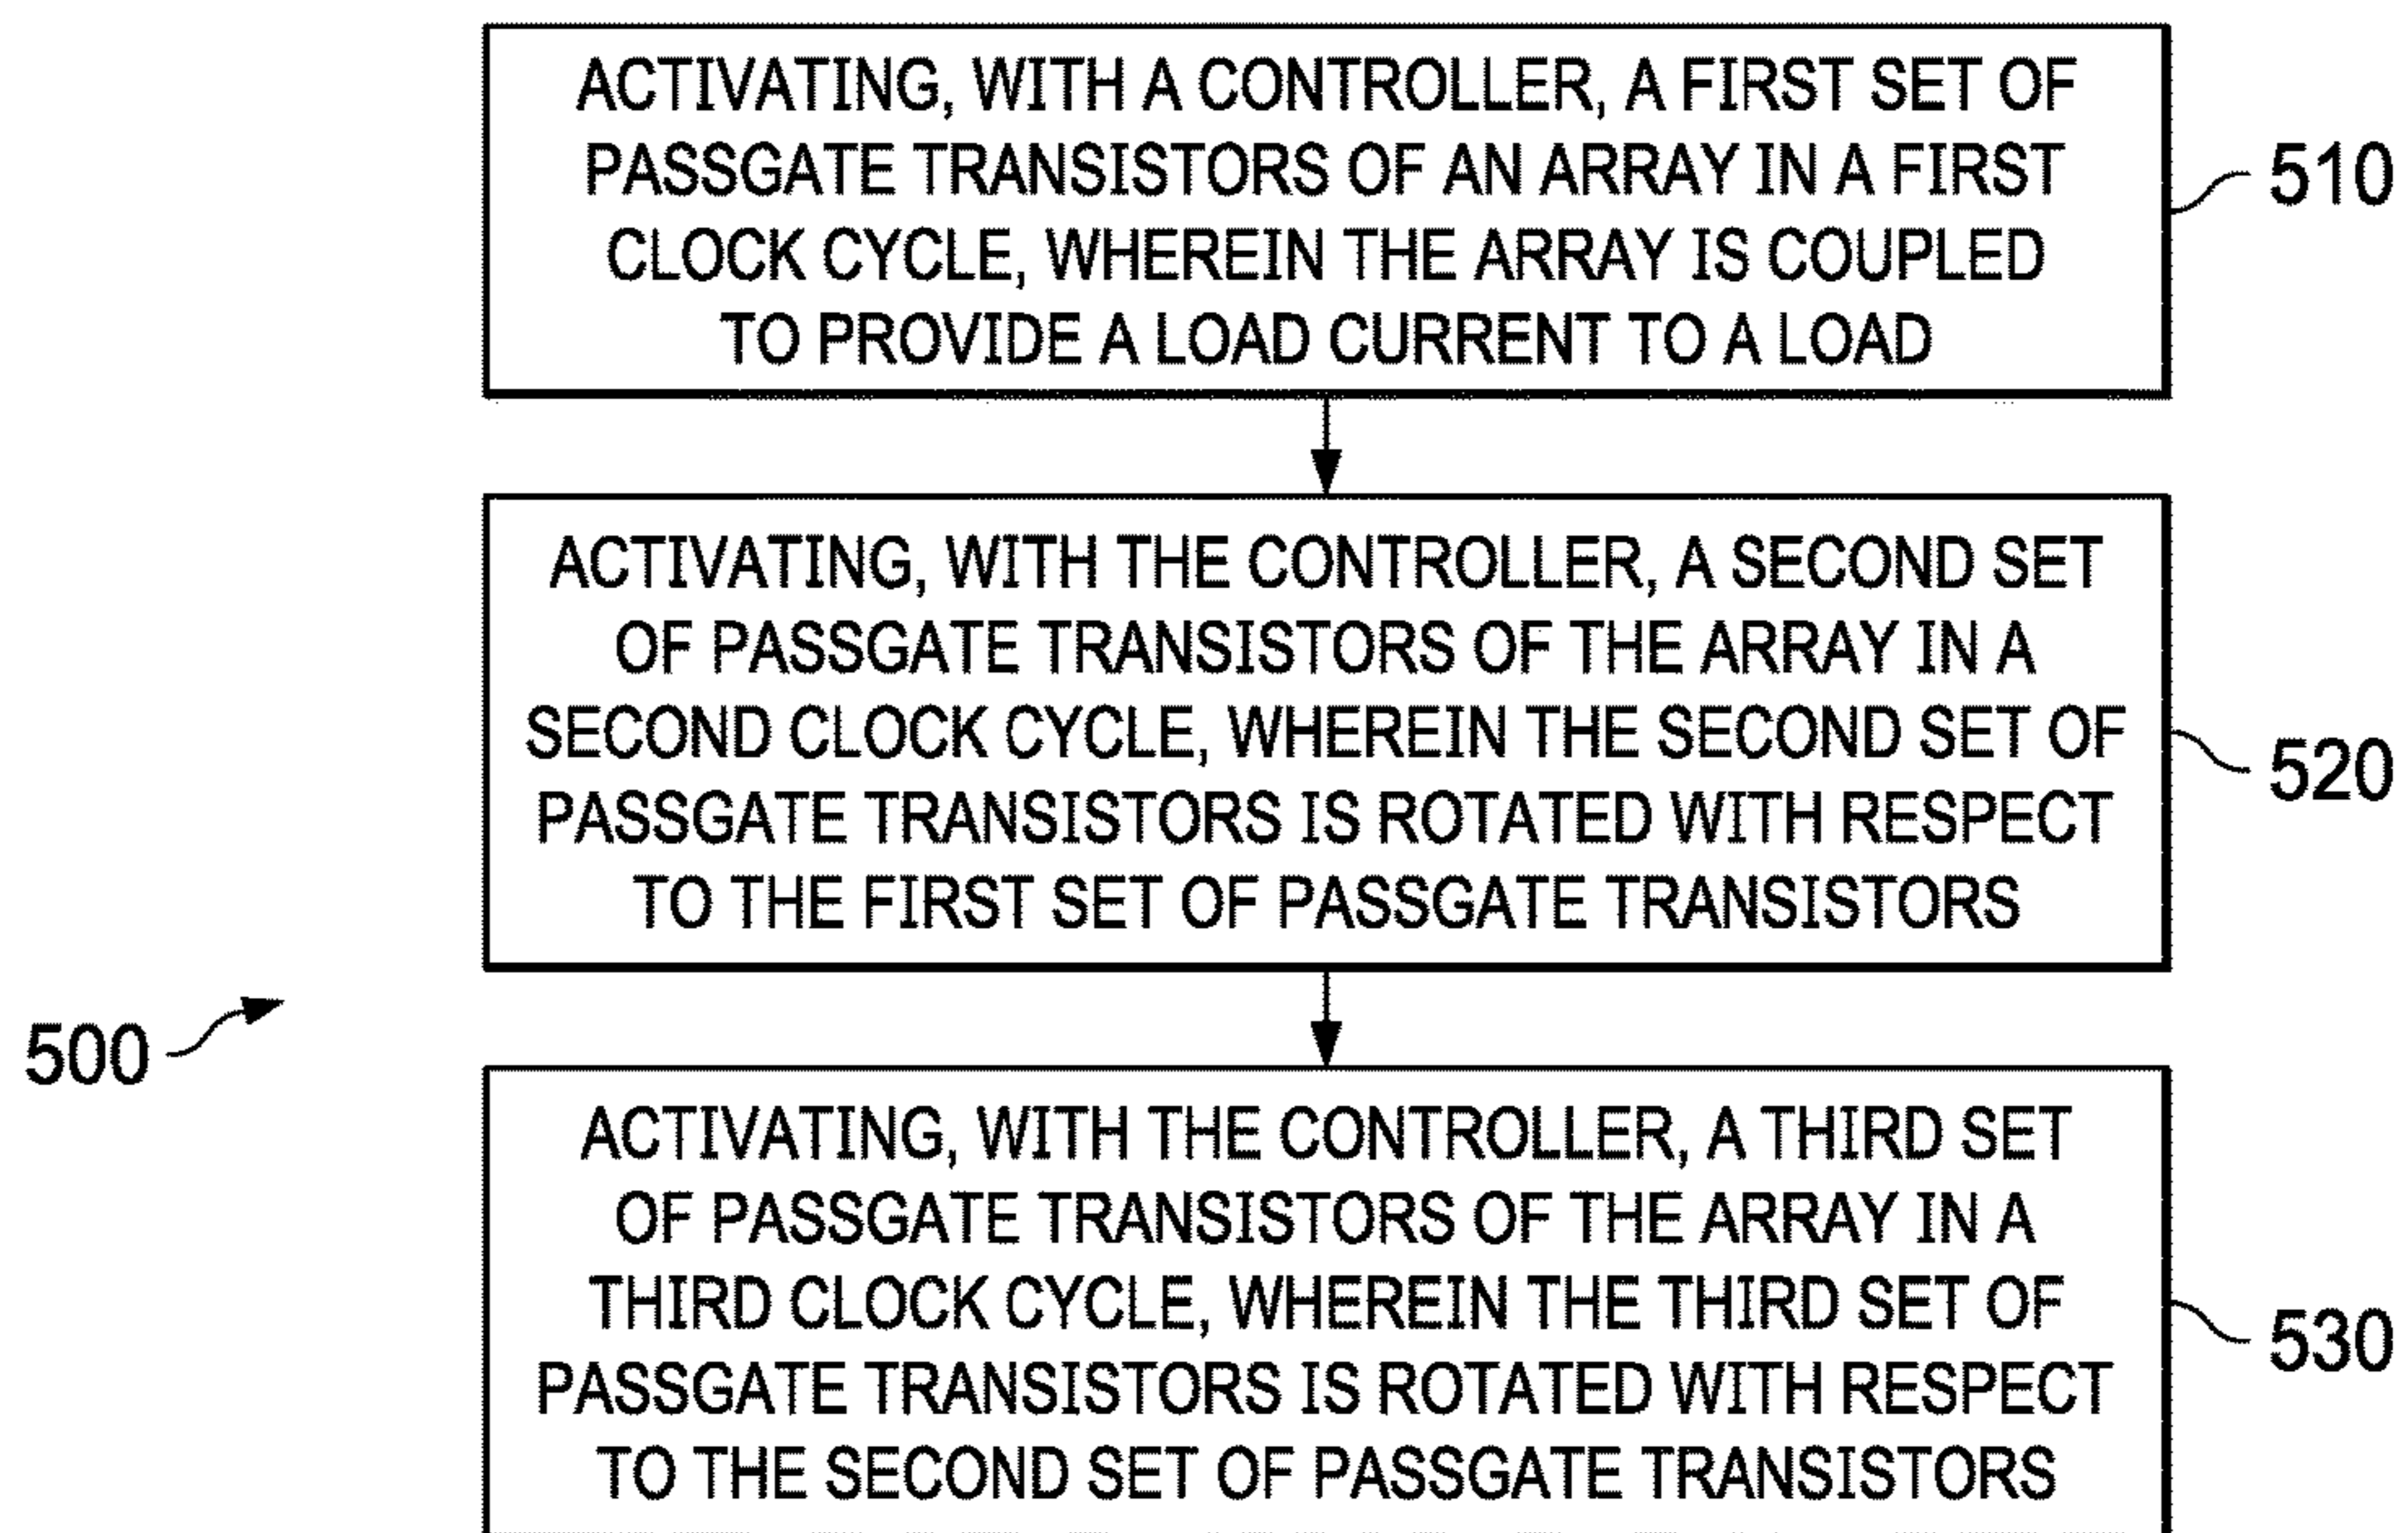 ACTIVATING, WITH A CONTROLLER, A FIRST SET OF
PASSGATE TRANSISTORS OF AN ARRAY IN A FIRST
CLOCK CYCLE, WHEREIN THE ARRAY IS COUPLED
TO PROVIDE A LOAD CURRENT TO A LOAD
510
ACTIVATING, WITH THE CONTROLLER, A SECOND SET
OF PASSGATE TRANSISTORS OF THE ARRAY IN A
SECOND CLOCK CYCLE, WHEREIN THE SECOND SET OF
PASSGATE TRANSISTORS IS ROTATED WITH RESPECT
TO THE FIRST SET OF PASSGATE TRANSISTORS
520
500
ACTIVATING, WITH THE CONTROLLER, A THIRD SET
OF PASSGATE TRANSISTORS OF THE ARRAY IN A
THIRD CLOCK CYCLE, WHEREIN THE THIRD SET OF
PASSGATE TRANSISTORS IS ROTATED WITH RESPECT
TO THE SECOND SET OF PASSGATE TRANSISTORS
530